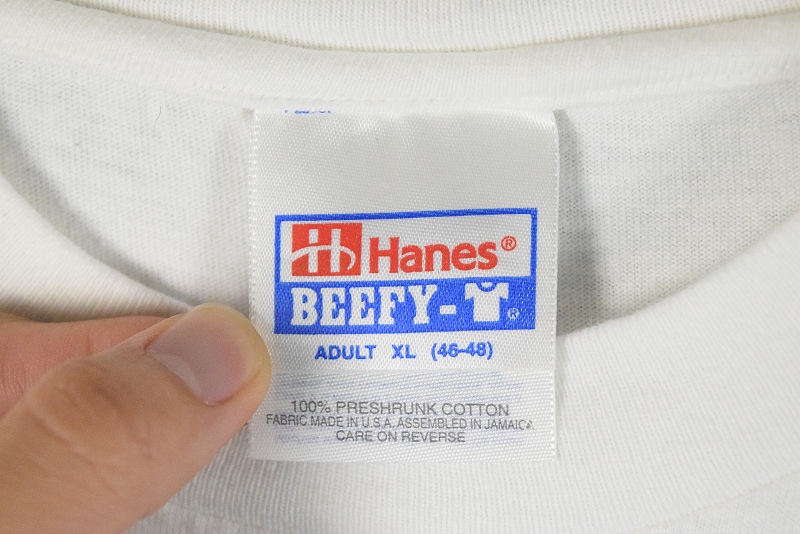 Hanes®
BEEFY-®
ADULT XL (46-48)
100% PRESHRUNK COTTON
FABRIC MADE IN U.S.A. ASSEMBLED IN JAMAICA
CARE ON REVERSE